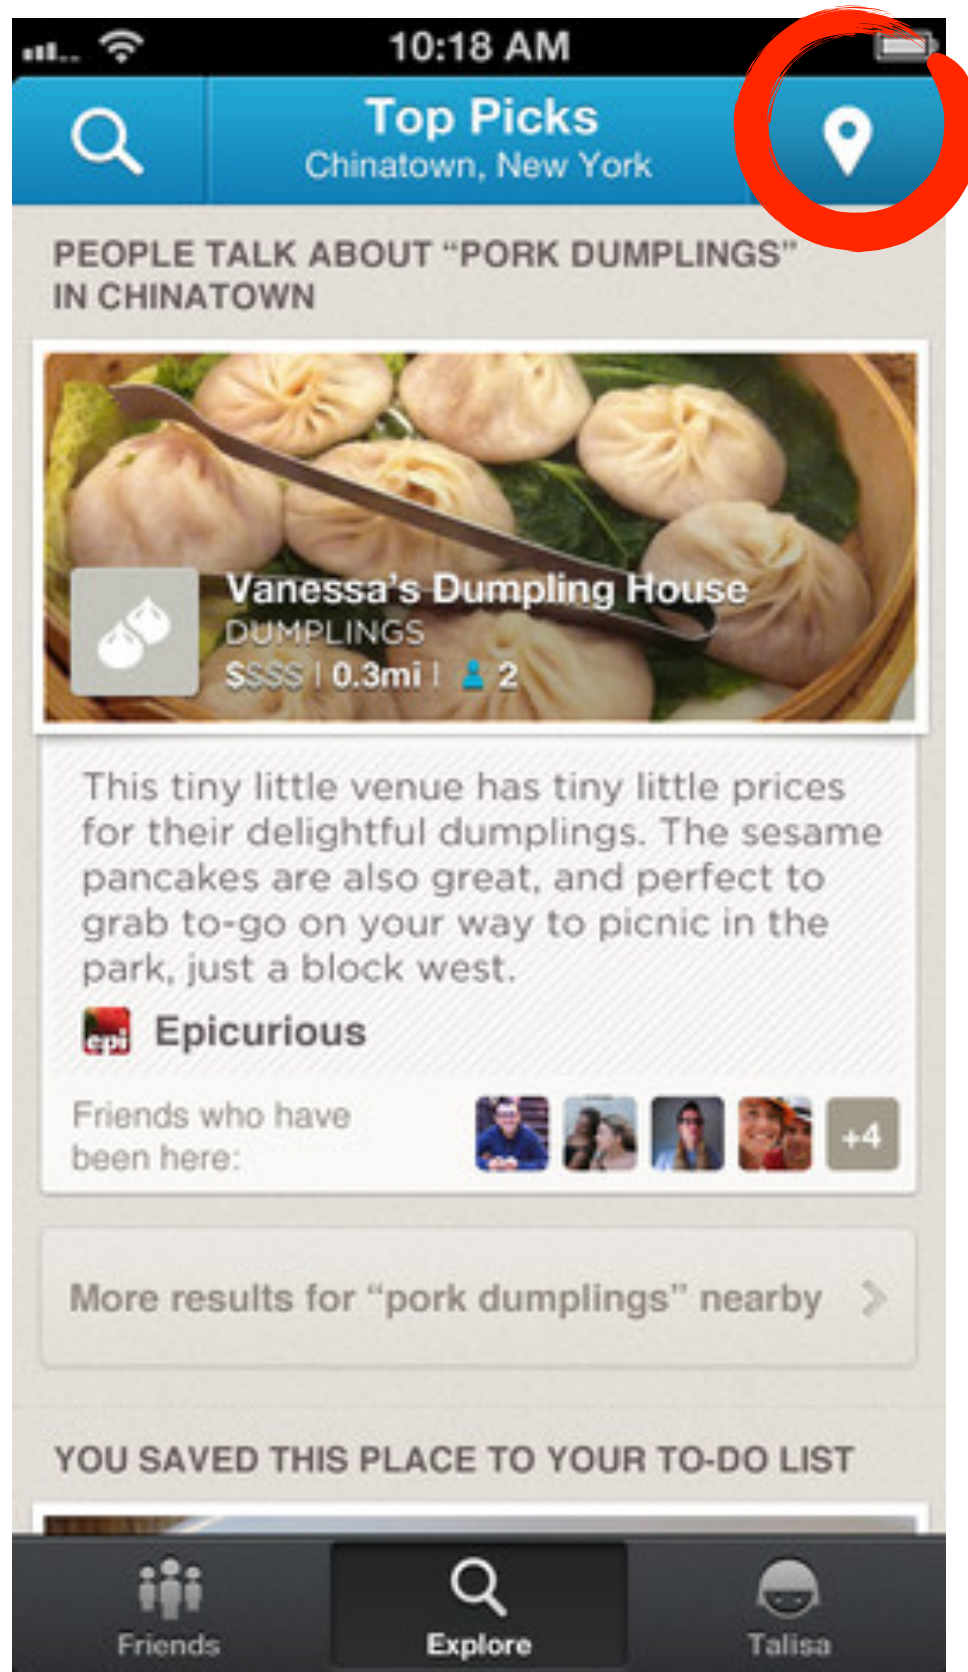 10:18 AM
Top Picks
Chinatown, New York
PEOPLE TALK ABOUT “PORK DUMPLINGS”
IN CHINATOWN
Vanessa's Dumpling House
DUMPLINGS
$$$$ | 0.3mi | 2
This tiny little venue has tiny little prices
for their delightful dumplings. The sesame
pancakes are also great, and perfect to
grab to-go on your way to picnic in the
park, just a block west.
epi Epicurious
Friends who have
been here:
+4
More results for “pork dumplings” nearby
YOU SAVED THIS PLACE TO YOUR TO-DO LIST
Friends
Explore
Talisa